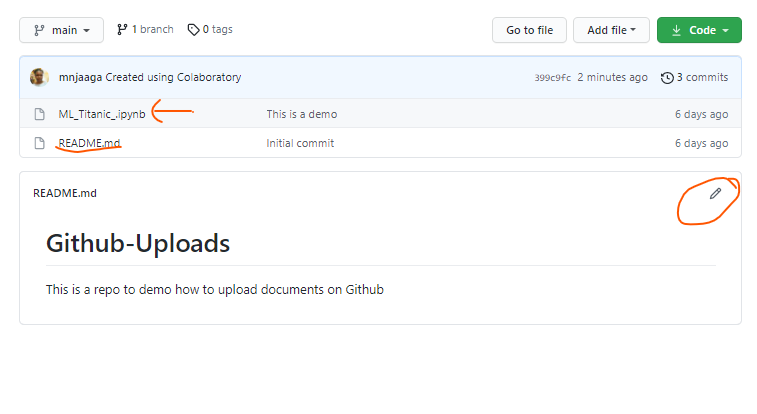 main 1 branch 0 tags Go to file Add file Code
mnjaaga Created using Colaboratory 399c9fc 2 minutes ago 3 commits
ML_Titanic_.ipynb This is a demo 6 days ago
README.md Initial commit 6 days ago
README.md
Github-Uploads
This is a repo to demo how to upload documents on Github